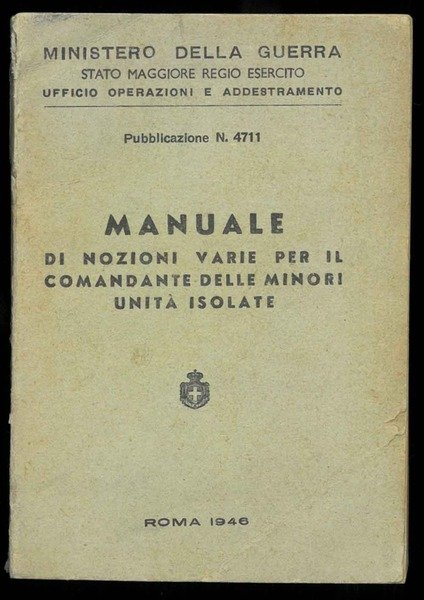 MINISTERO DELLA GUERRA
STATO MAGGIORE REGIO ESERCITO
UFFICIO OPERAZIONI E ADDESTRAMENTO
Pubblicazione N. 4711
MANUALE
DI NOZIONI VARIE PER IL
COMANDANTE DELLE MINORI
UNITÀ ISOLATE
ROMA 1946